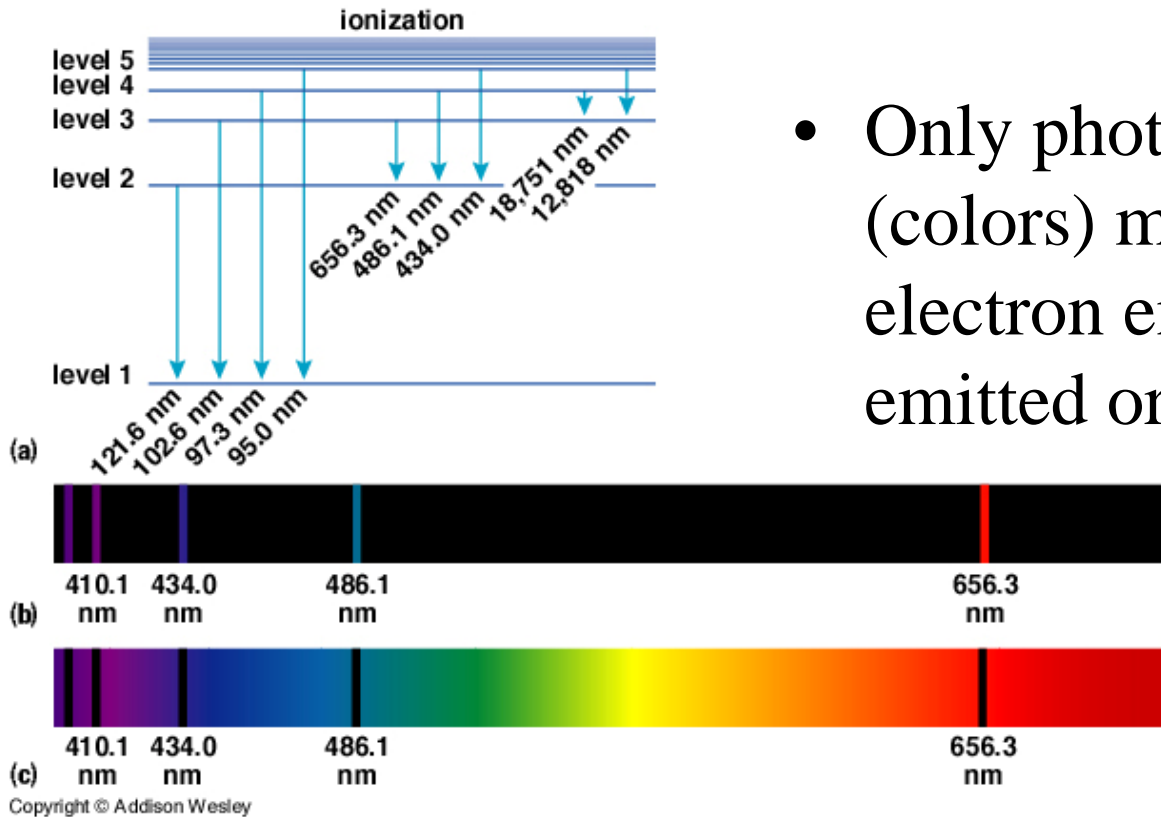 ionization
level 5
level 4
level 3
level 2
level 1
656.3 nm
486.1 nm
434.0 nm
18,751 nm
12,818 nm
121.6 nm
102.6 nm
97.3 nm
95.0 nm
(a)
• Only
(colors)
electron
emitted
410.1 434.0 486.1 656.3
nm nm nm nm
(b)
410.1 434.0 486.1 656.3
nm nm nm nm
(c)
Copyright © Addison Wesley